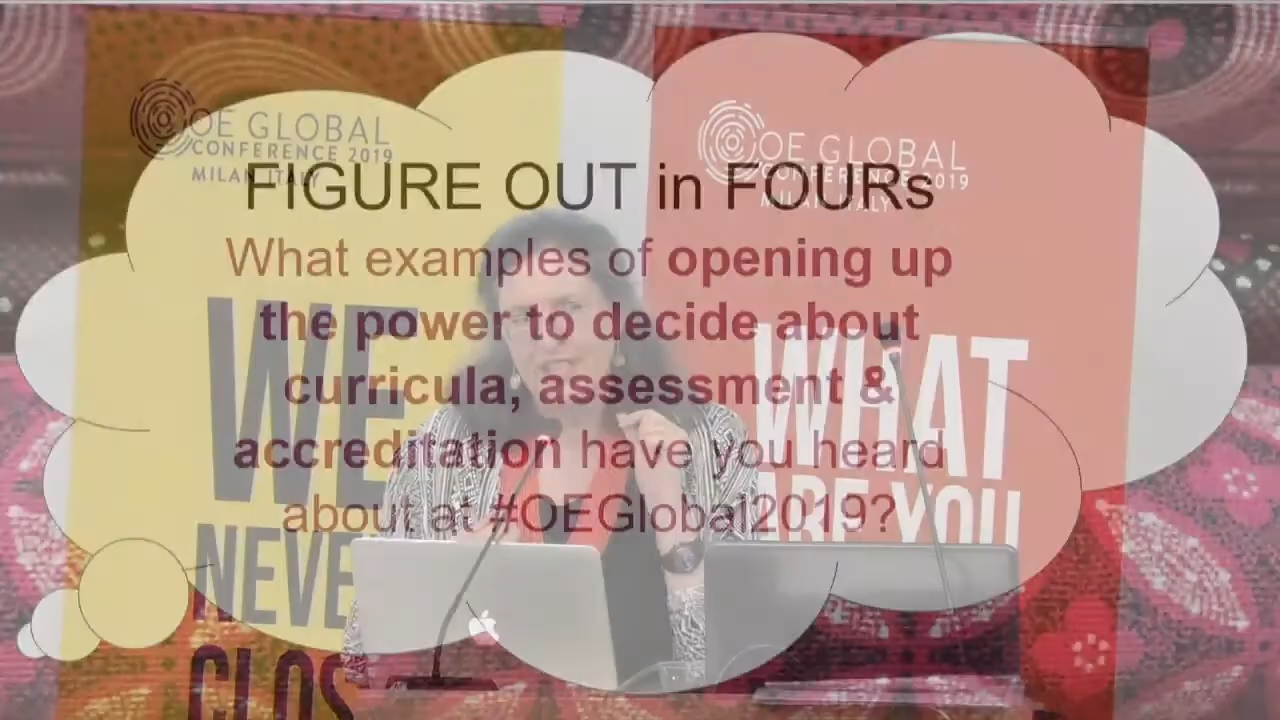 OE GLOBAL
CONFERENCE 2019
MILAN ITALY
OE GLOBAL
CONFERENCE 2019
MILAN ITALY
FIGURE OUT in FOURs
What examples of opening up
the power to decide about
curricula, assessment &
accreditation have you heard
about at #OEGlobal2019?
WE
NEVE
CLOS
WHAT
ARE YOU